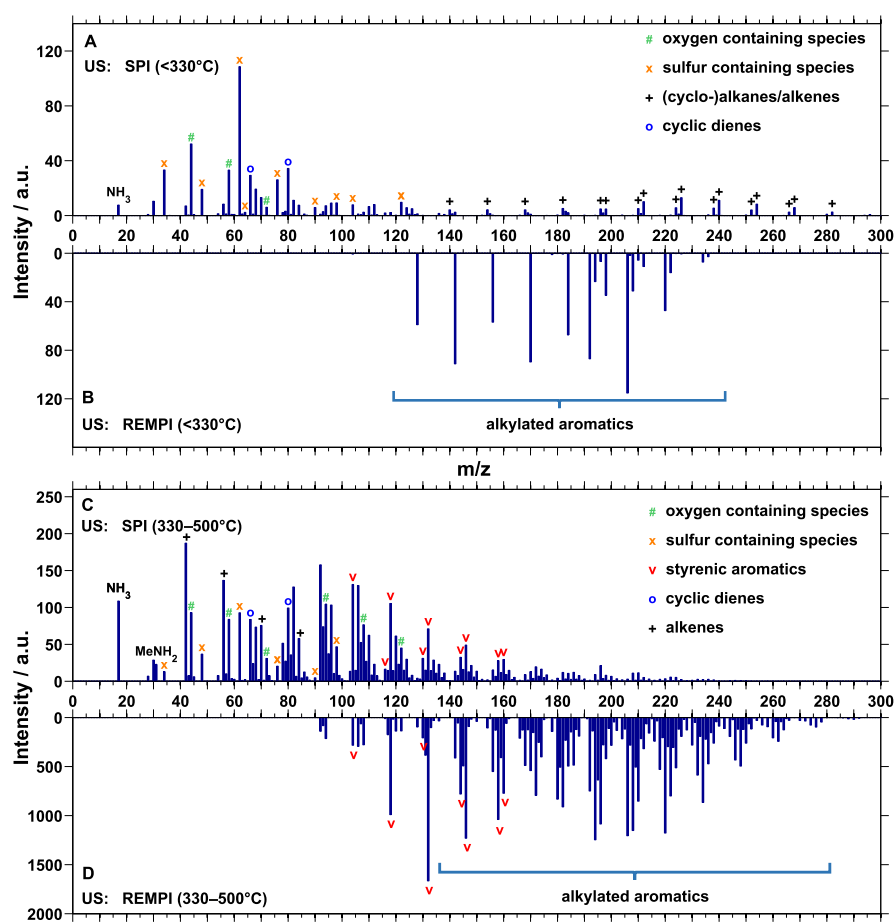 A
US: SPI (<330°C)
# oxygen containing species
x sulfur containing species
+ (cyclo-)alkanes/alkenes
o cyclic dienes
NH3
120
80
40
0
0 20 40 60 80 100 120 140 160 180 200 220 240 260 280 300
Intensity / a.u.
0
40
80
120
B
US: REMPI (<330°C)
alkylated aromatics
m/z
C
US: SPI (330–500°C)
# oxygen containing species
x sulfur containing species
v styrenic aromatics
o cyclic dienes
+ alkenes
NH3
MeNH2
250
200
150
100
50
0
0 20 40 60 80 100 120 140 160 180 200 220 240 260 280 300
Intensity / a.u.
0
500
1000
1500
2000
D
US: REMPI (330–500°C)
alkylated aromatics